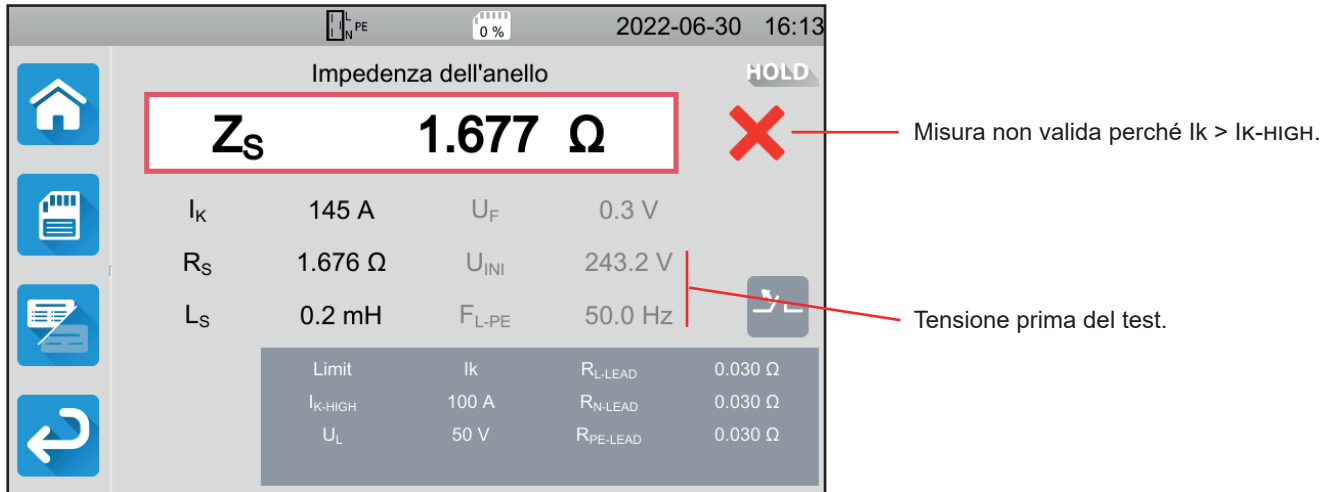 L
N PE
0 %
2022-06-30 16:13
Impedenza dell'anello
HOLD
ZS 1.677 Ω
Misura non valida perché Ik > IK-HIGH.
IK 145 A UF 0.3 V
RS 1.676 Ω UINI 243.2 V
LS 0.2 mH FL-PE 50.0 Hz
Tensione prima del test.
Limit Ik RL-LEAD 0.030 Ω
IK-HIGH 100 A RN-LEAD 0.030 Ω
UL 50 V RPE-LEAD 0.030 Ω